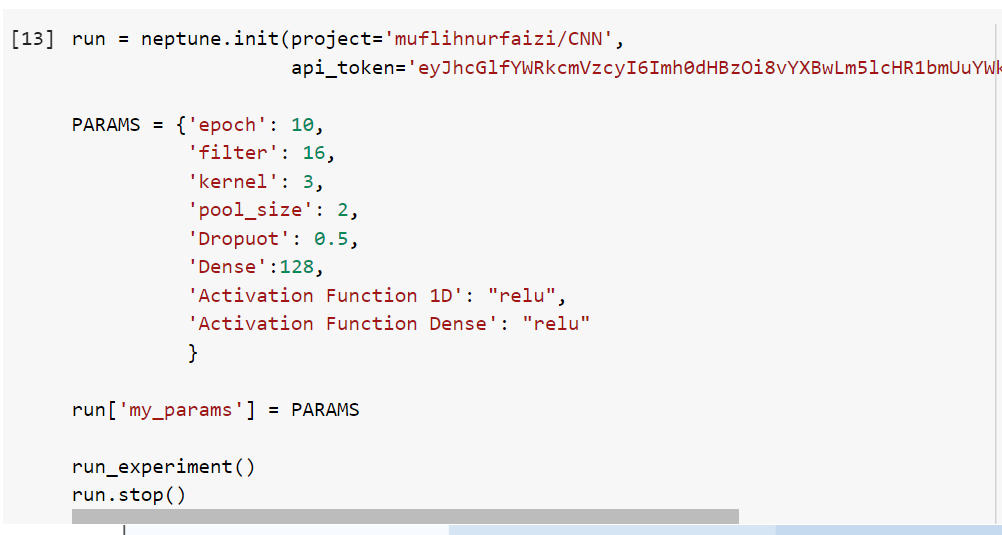 [13] run = neptune.init(project='muflihnurfaizi/CNN',
api_token='eyJhcGlfYWRkcmVzcyI6Imh0dHBzOi8vYXBwLm5lcHR1bmUuYWk
PARAMS = {'epoch': 10,
'filter': 16,
'kernel': 3,
'pool_size': 2,
'Dropuot': 0.5,
'Dense':128,
'Activation Function 1D': "relu",
'Activation Function Dense': "relu"
}
run['my_params'] = PARAMS
run_experiment()
run.stop()